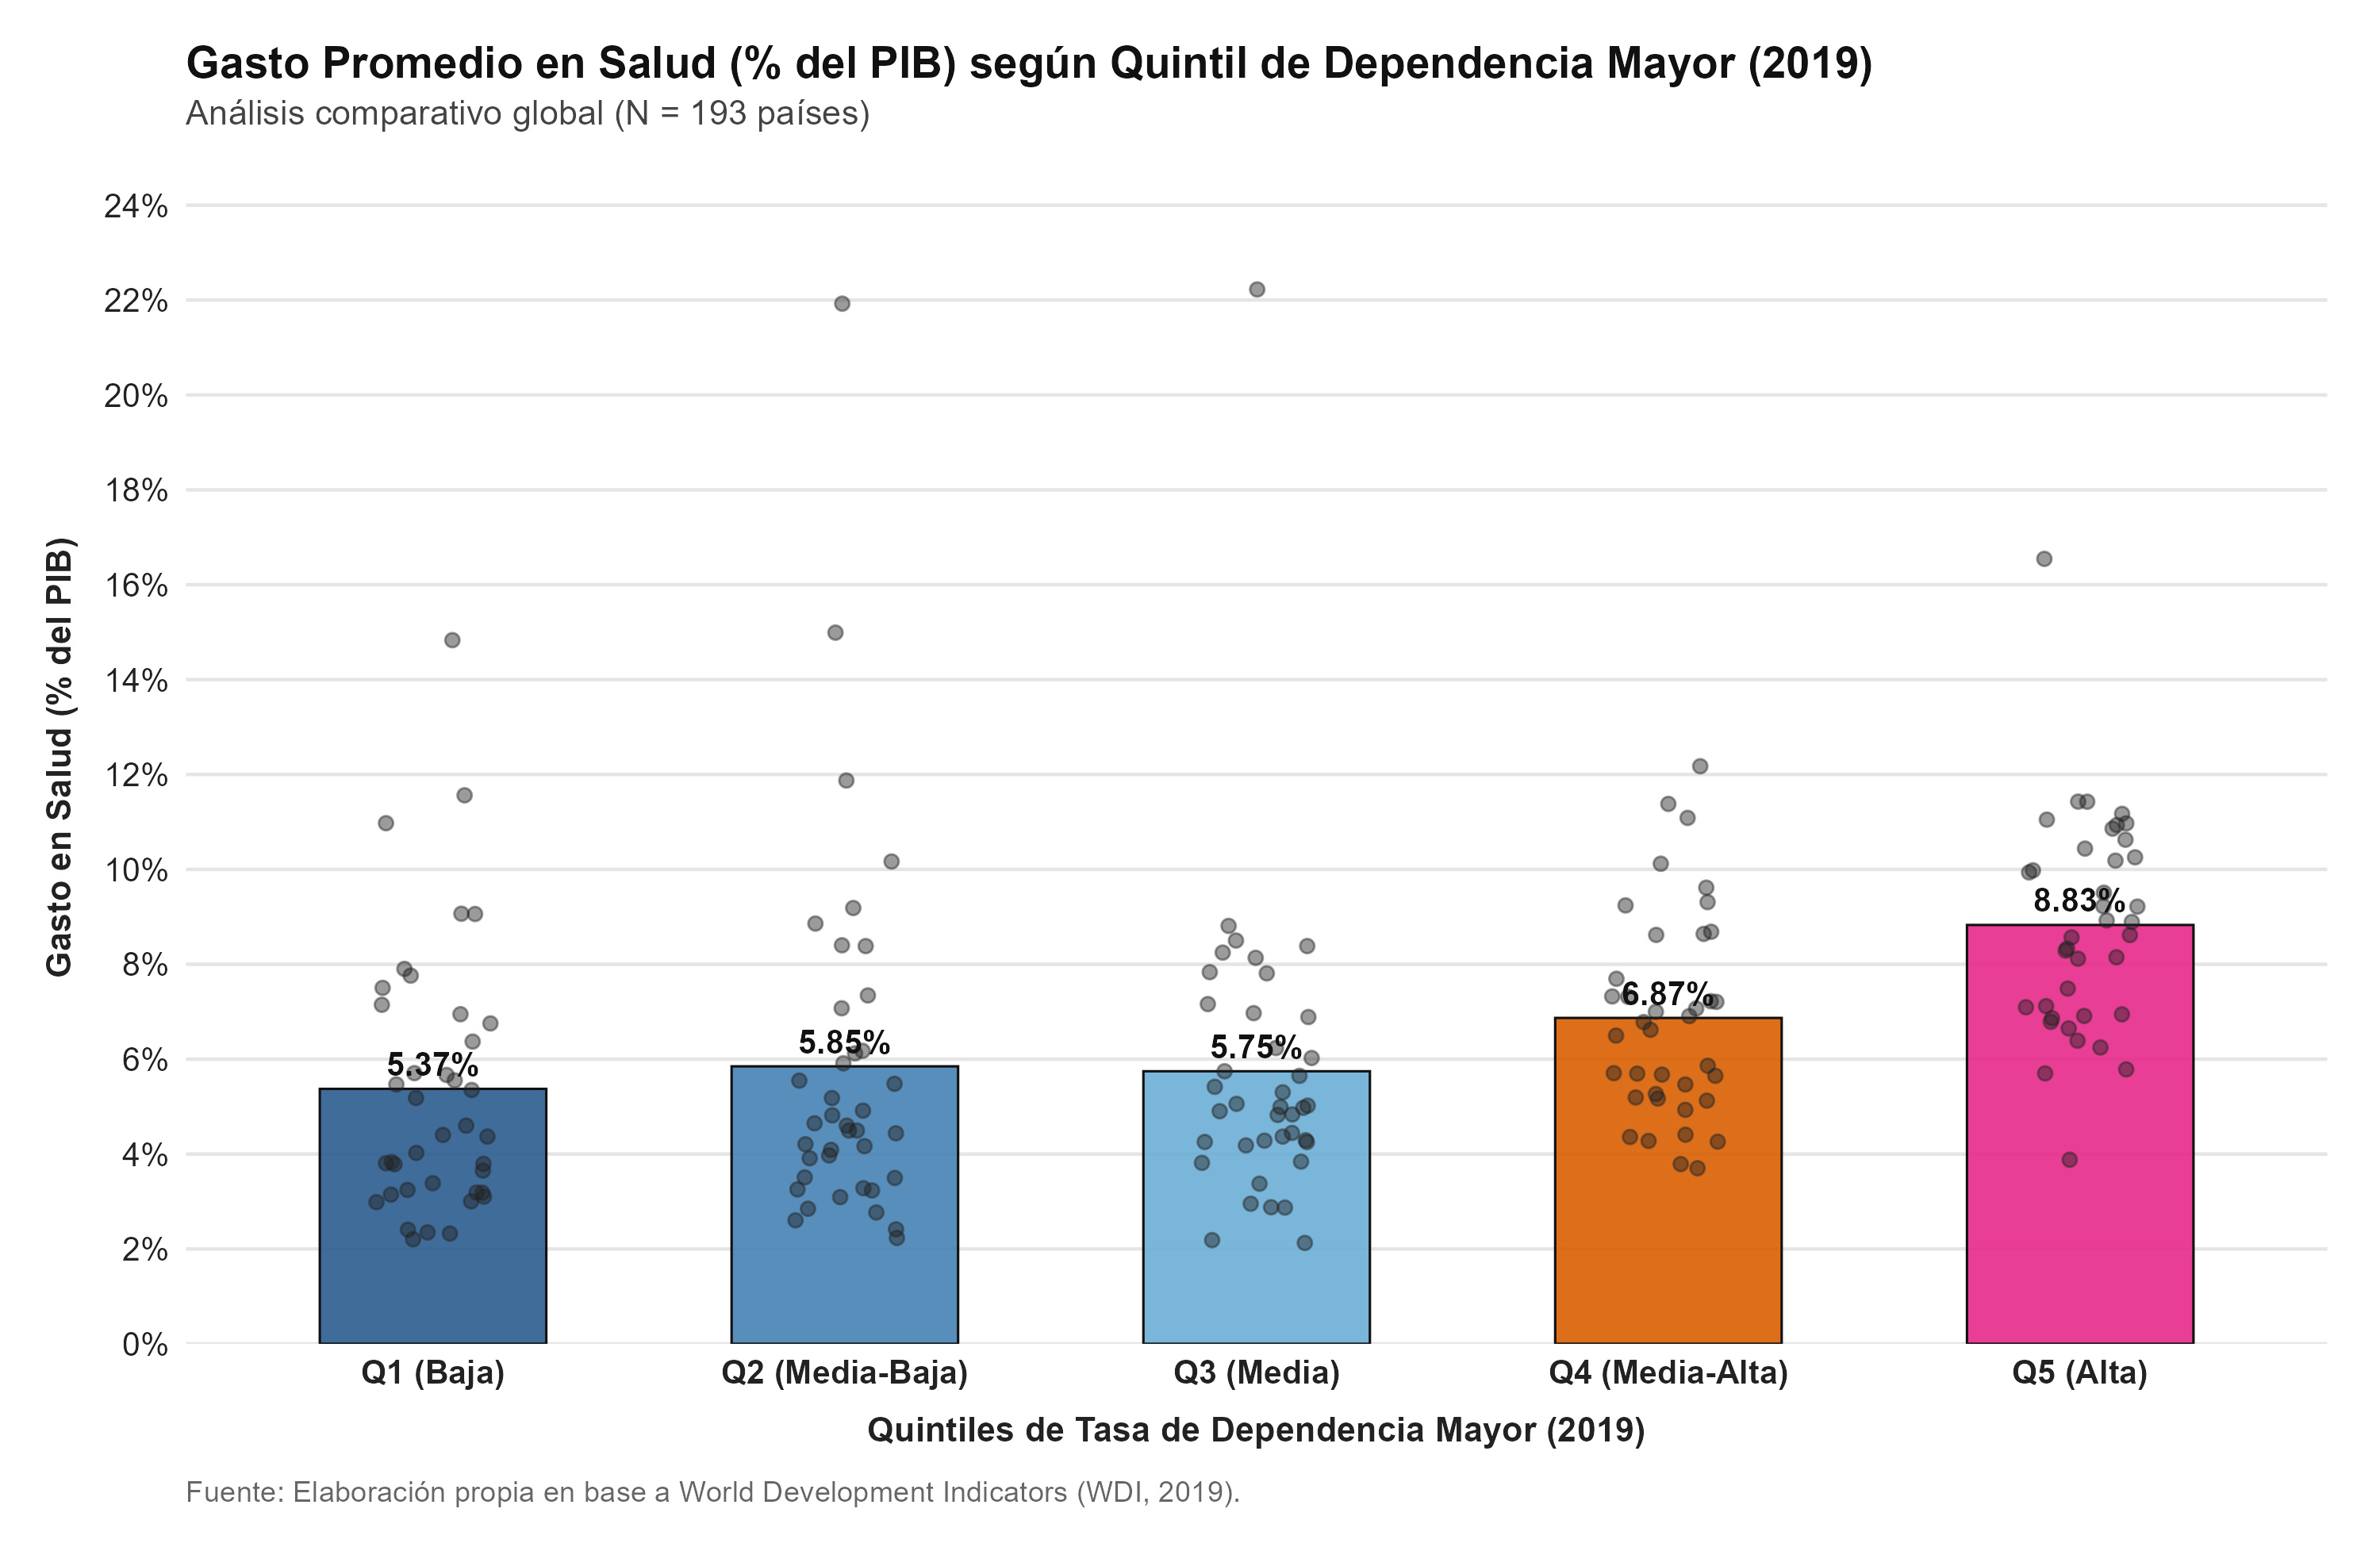 Gasto Promedio en Salud (% del PIB) según Quintil de Dependencia Mayor (2019)
Análisis comparativo global (N = 193 países)
24%
22%
20%
18%
16%
14%
12%
10%
8%
6%
4%
2%
0%
Gasto en Salud (% del PIB)
5.37%
5.85%
5.75%
6.87%
8.83%
Q1 (Baja)
Q2 (Media-Baja)
Q3 (Media)
Q4 (Media-Alta)
Q5 (Alta)
Quintiles de Tasa de Dependencia Mayor (2019)
Fuente: Elaboración propia en base a World Development Indicators (WDI, 2019).